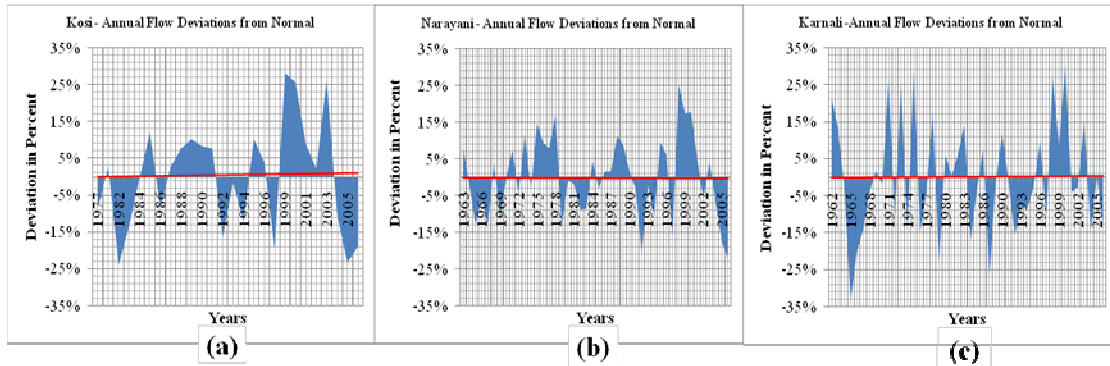 Kosi - Annual Flow Deviations from Normal
35%
25%
15%
5%
-5%
-15%
-25%
-35%
Deviation in Percent
1977 1982 1984 1986 1988 1990 1992 1994 1996 1999 2001 2003 2005
Years
(a)
Narayani - Annual Flow Deviations from Normal
35%
25%
15%
5%
-5%
-15%
-25%
-35%
Deviation in Percent
1963 1966 1969 1972 1975 1978 1981 1984 1987 1990 1993 1996 1999 2002 2005
Years
(b)
Karnali -Annual Flow Deviations from Normal
35%
25%
15%
5%
-5%
-15%
-25%
-35%
Deviation in Percent
1962 1965 1968 1971 1974 1977 1980 1983 1986 1990 1993 1996 1999 2002 2005
Years
(c)